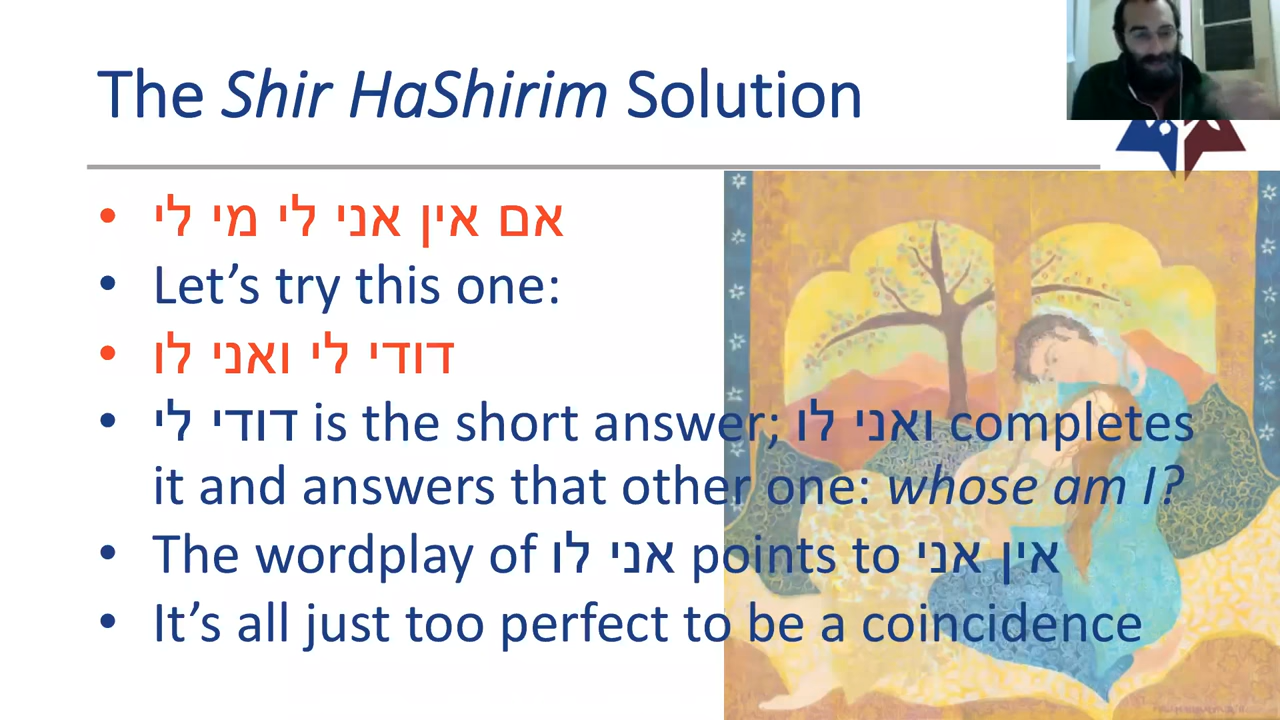 The Shir HaShirim Solution
• אם אין אני לי מי לי
• Let’s try this one:
• דודי לי ואני לו
• דודי לי is the short answer; ואני לו completes
it and answers that other one: whose am I?
• The wordplay of אני לו points to אין אני
• It’s all just too perfect to be a coincidence